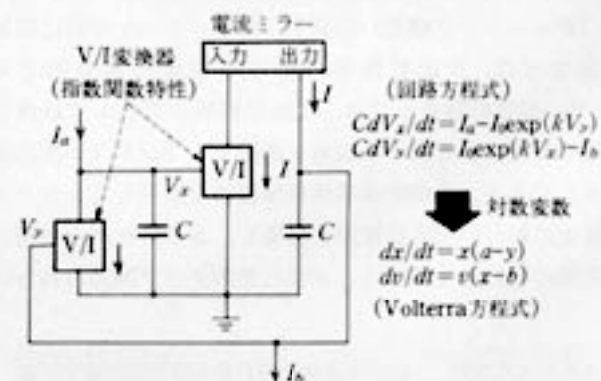 電流ミラー
入力 出力
V/I変換器
(指数関数特性)
I
Ia
V/I
I
Vx
Vy
V/I
C
C
Ib
(回路方程式)
CdVx/dt=Ia-I0exp(kVy)
CdVy/dt=I0exp(kVx)-Ib
対数変数
dx/dt=x(a-y)
dv/dt=v(x-b)
(Volterra方程式)